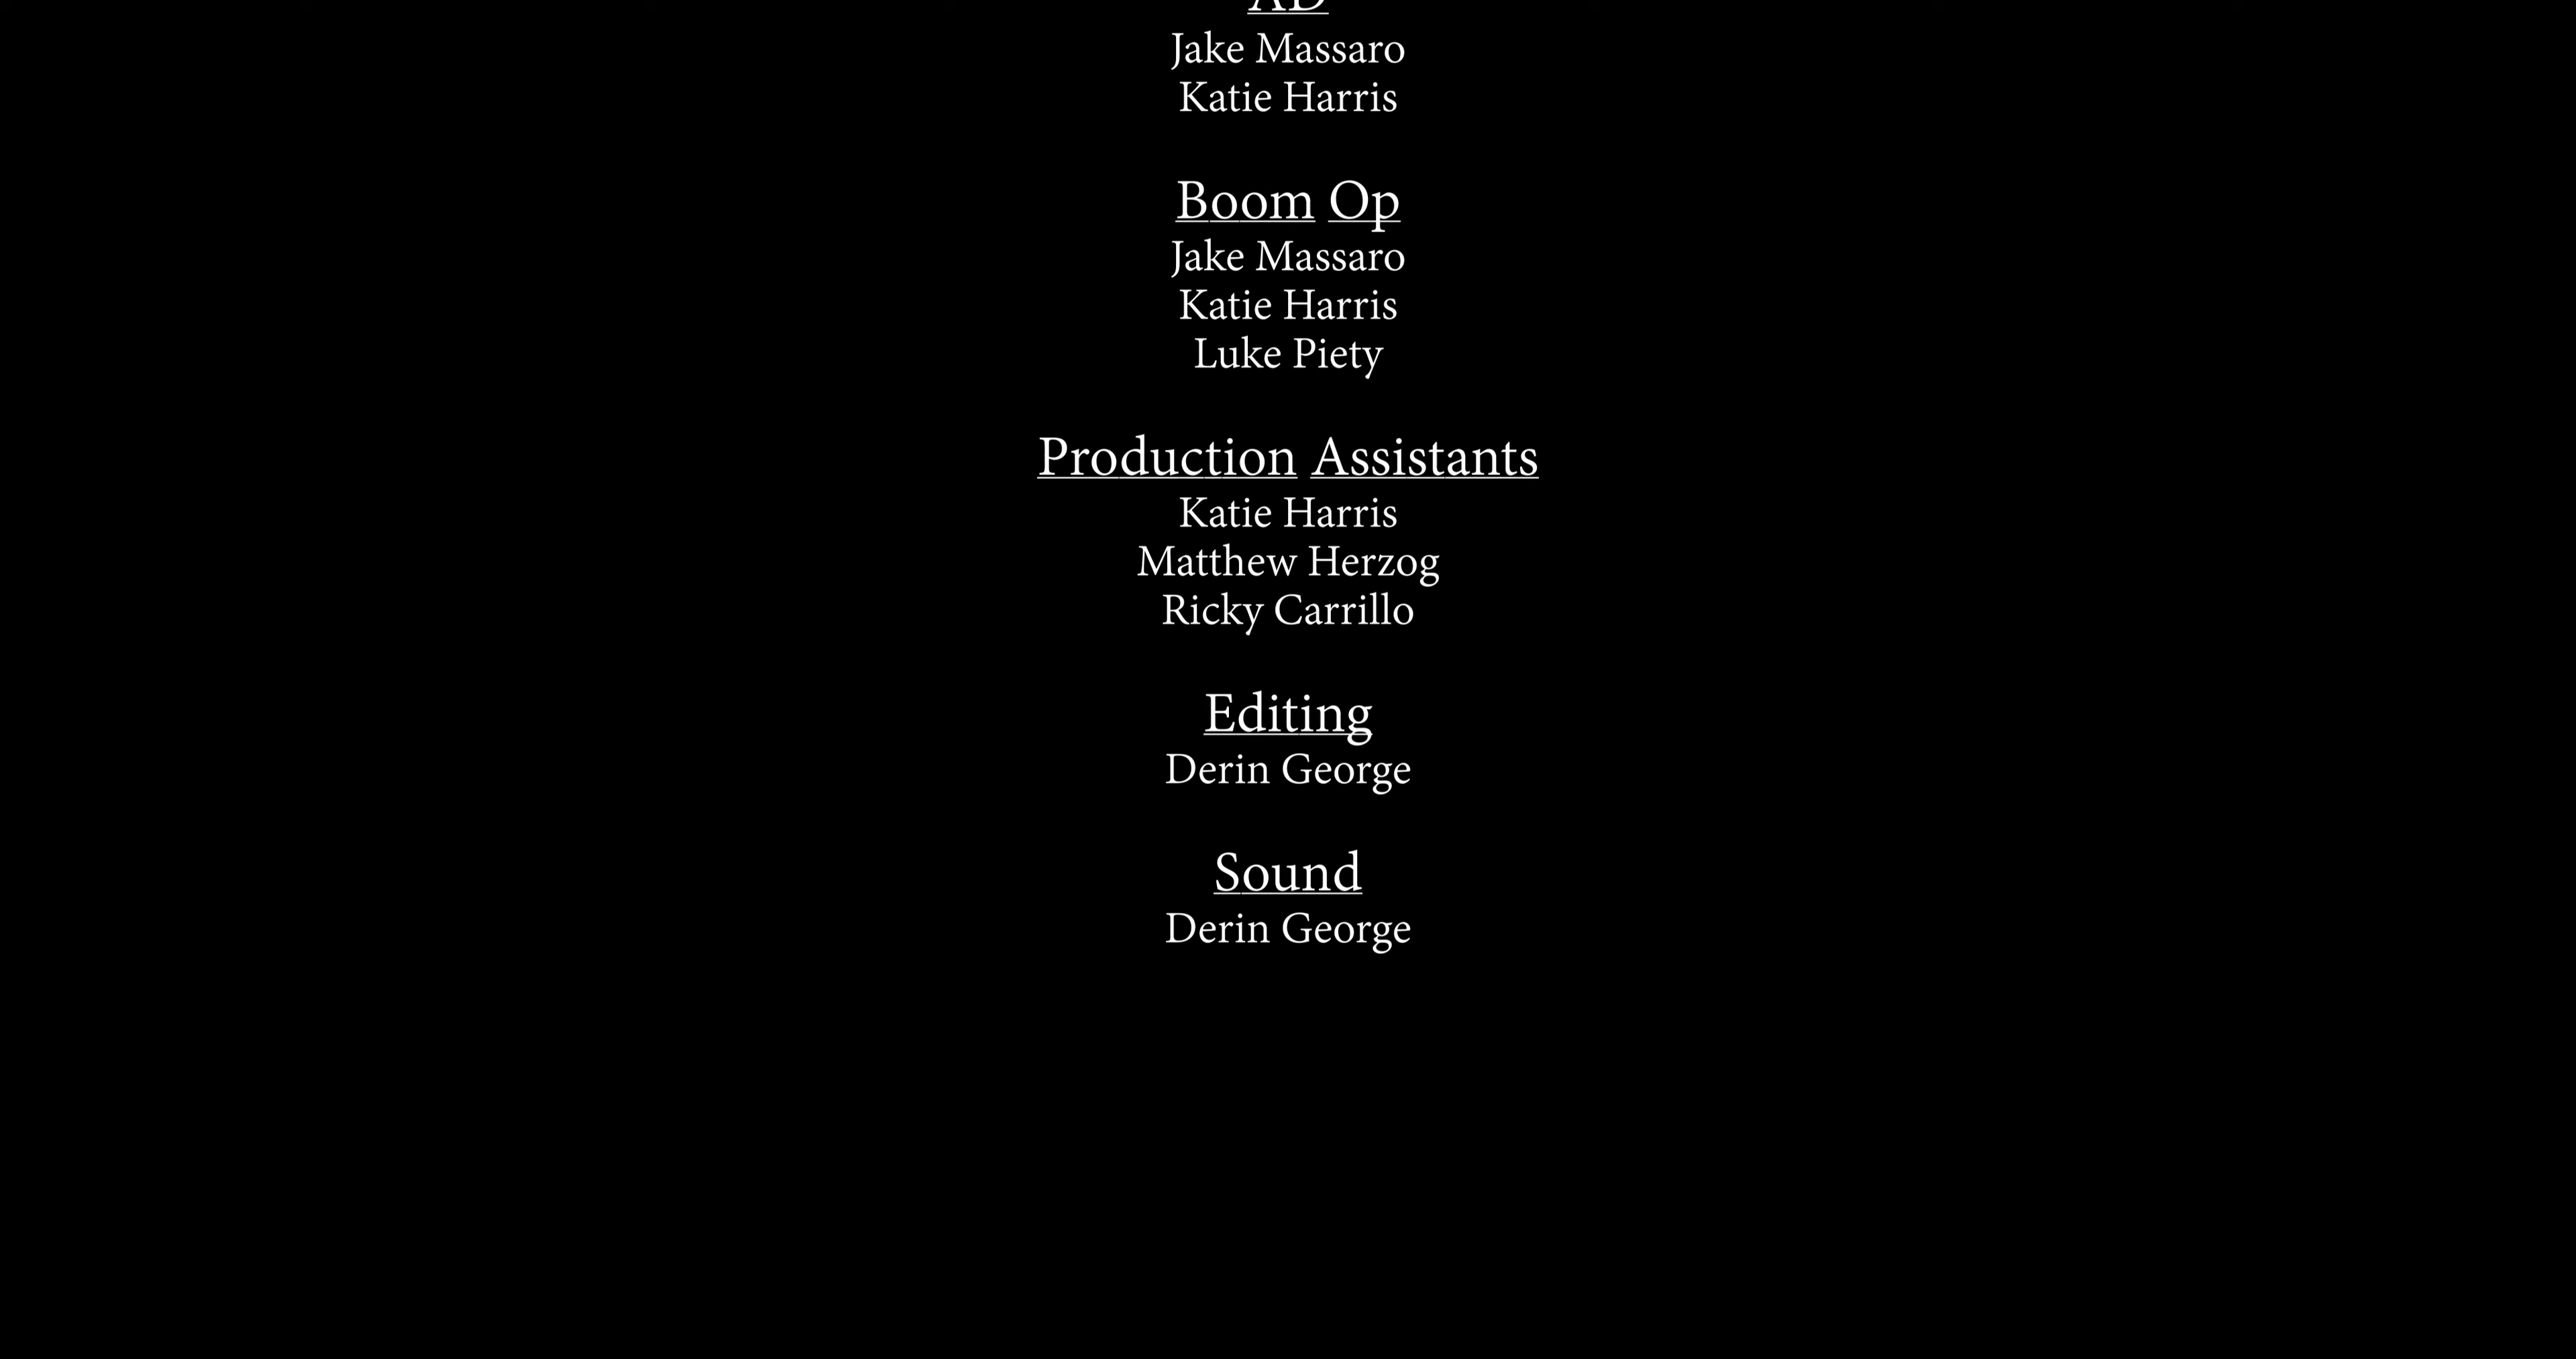 AD
Jake Massaro
Katie Harris
Boom Op
Jake Massaro
Katie Harris
Luke Piety
Production Assistants
Katie Harris
Matthew Herzog
Ricky Carrillo
Editing
Derin George
Sound
Derin George